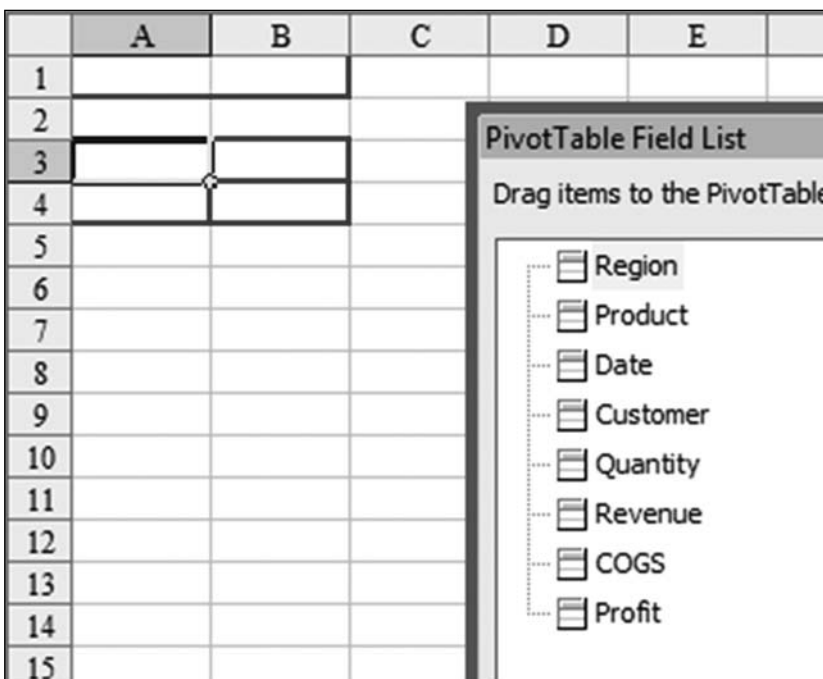 A B C D E
1
2
PivotTable Field List
3
Drag items to the PivotTable
4
5
Region
6
Product
7
Date
8
Customer
9
Quantity
10
Revenue
11
COGS
12
Profit
13
14
15